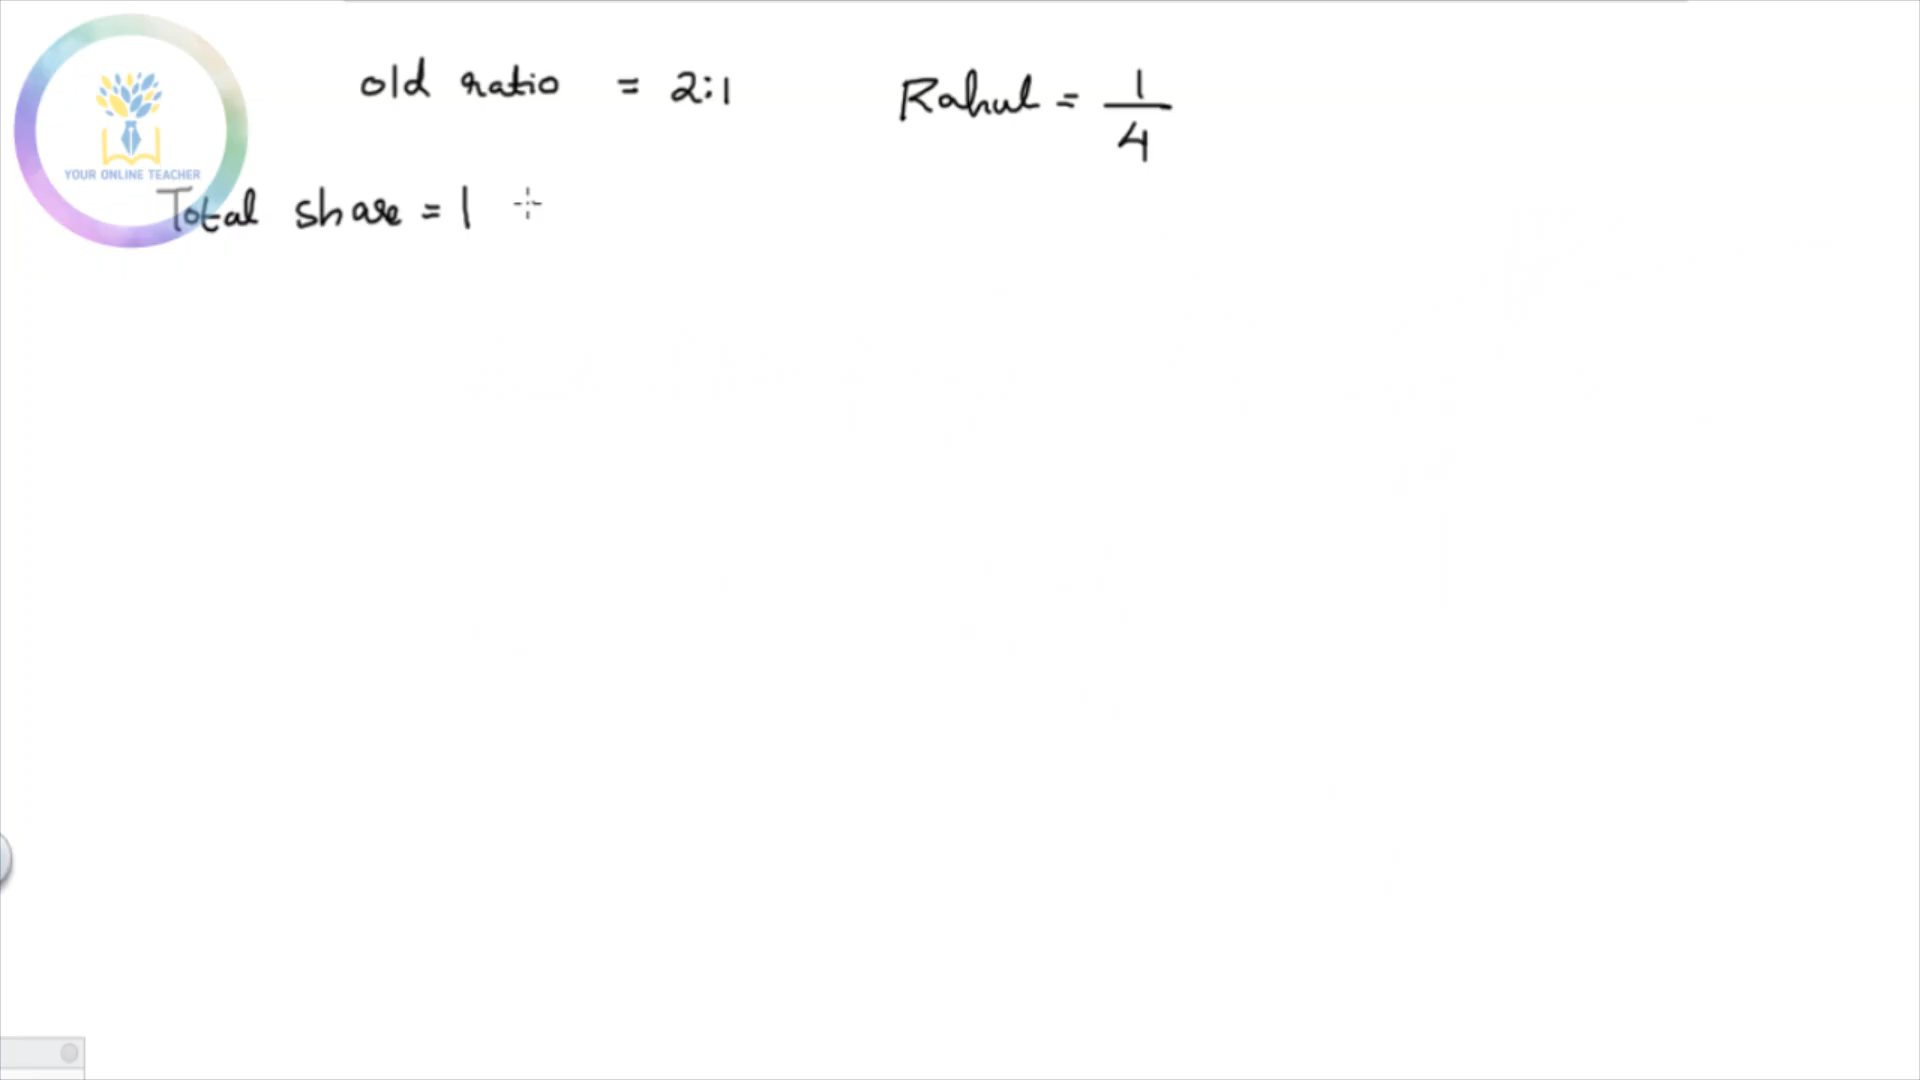 old ratio = 2:1 Rahul = 1/4
YOUR ONLINE TEACHER
Total share = 1